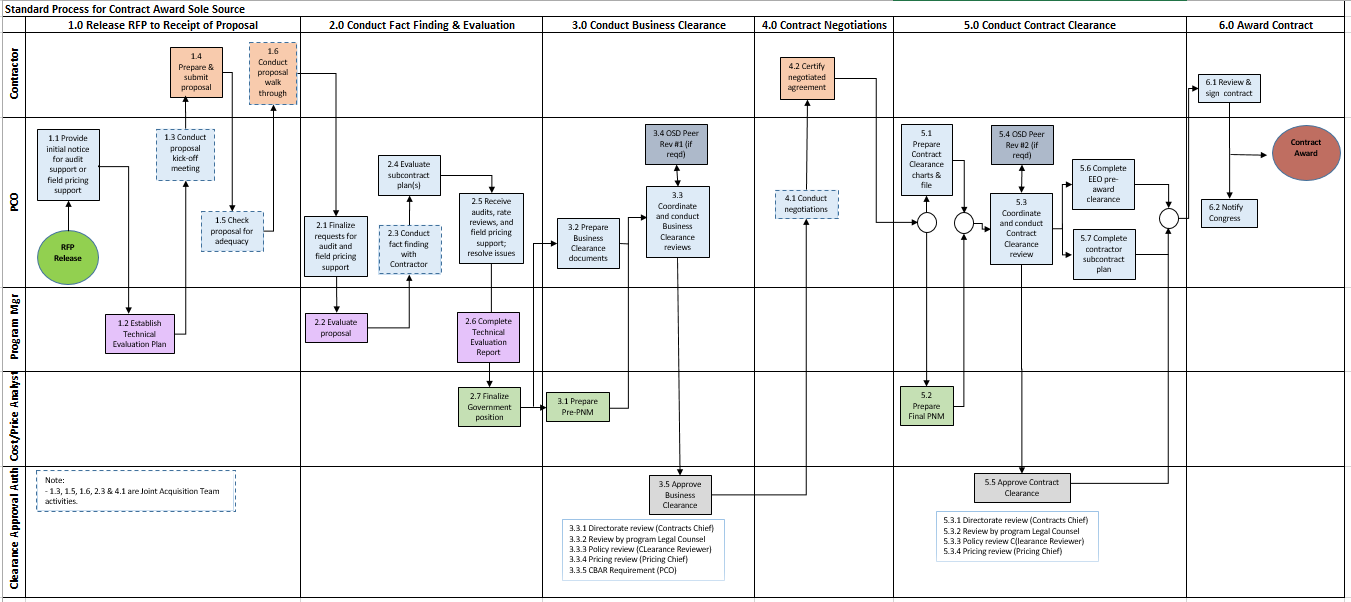 Standard Process for Contract Award Sole Source
1.0 Release RFP to Receipt of Proposal
2.0 Conduct Fact Finding & Evaluation
3.0 Conduct Business Clearance
4.0 Contract Negotiations
5.0 Conduct Contract Clearance
6.0 Award Contract
Contractor
1.4
Prepare &
submit
proposal
1.6
Conduct
proposal
walk
through
4.2 Certify
negotiated
agreement
6.1 Review &
sign contract
PCO
1.1 Provide
initial notice
for audit
support or
field pricing
support
RFP
Release
1.3 Conduct
proposal
kick-off
meeting
1.5 Check
proposal for
adequacy
2.1 Finalize
requests for
audit and
field pricing
support
2.4 Evaluate
subcontract
plan(s)
2.3 Conduct
fact finding
with
Contractor
2.5 Receive
audits, rate
reviews, and
field pricing
support;
resolve issues
3.2 Prepare
Business
Clearance
documents
3.4 OSD Peer
Rev #1 (if
reqd)
3.3
Coordinate
and conduct
Business
Clearance
reviews
4.1 Conduct
negotiations
5.1
Prepare
Contract
Clearance
charts &
file
5.4 OSD Peer
Rev #2 (if
reqd)
5.3
Coordinate
and conduct
Contract
Clearance
review
5.6 Complete
EEO pre-
award
clearance
5.7 Complete
contractor
subcontract
plan
6.2 Notify
Congress
Contract
Award
Program Mgr
1.2 Establish
Technical
Evaluation Plan
2.2 Evaluate
proposal
2.6 Complete
Technical
Evaluation
Report
Cost/Price Analyst
2.7 Finalize
Government
position
3.1 Prepare
Pre-PNM
5.2
Prepare
Final PNM
Clearance Approval Auth
Note:
- 1.3, 1.5, 1.6, 2.3 & 4.1 are Joint Acquisition Team
activities.
3.5 Approve
Business
Clearance
3.3.1 Directorate review (Contracts Chief)
3.3.2 Review by program Legal Counsel
3.3.3 Policy review (CLearance Reviewer)
3.3.4 Pricing review (Pricing Chief)
3.3.5 CBAR Requirement (PCO)
5.5 Approve Contract
Clearance
5.3.1 Directorate review (Contracts Chief)
5.3.2 Review by program Legal Counsel
5.3.3 Policy review C(learance Reviewer)
5.3.4 Pricing review (Pricing Chief)